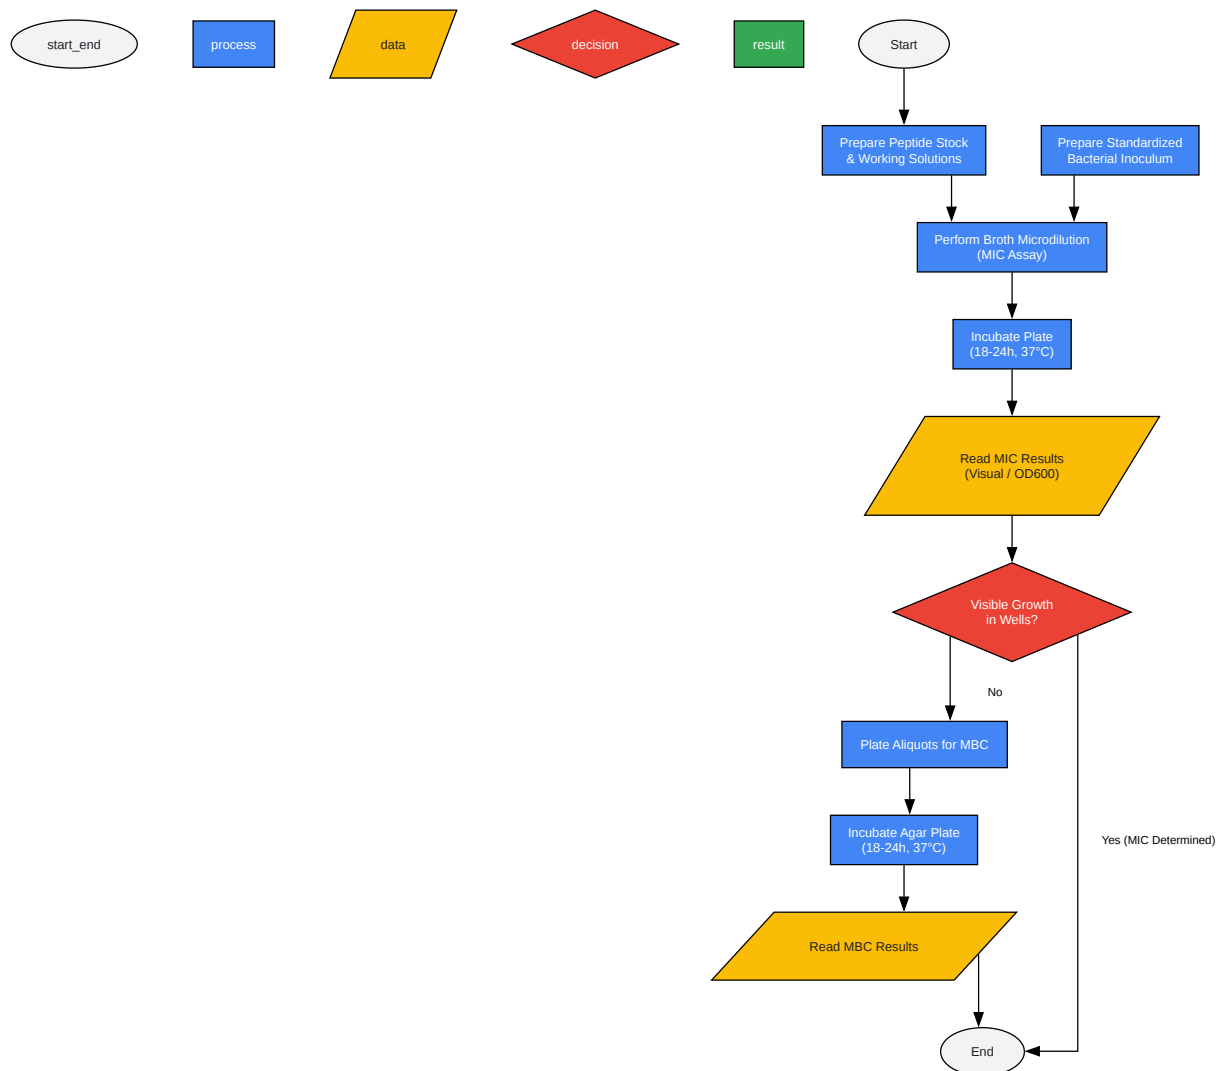 start_end
process
data
decision
result
Start
Prepare Peptide Stock
& Working Solutions
Prepare Standardized
Bacterial Inoculum
Perform Broth Microdilution
(MIC Assay)
Incubate Plate
(18-24h, 37°C)
Read MIC Results
(Visual / OD600)
Visible Growth
in Wells?
No
Plate Aliquots for MBC
Incubate Agar Plate
(18-24h, 37°C)
Yes (MIC Determined)
Read MBC Results
End